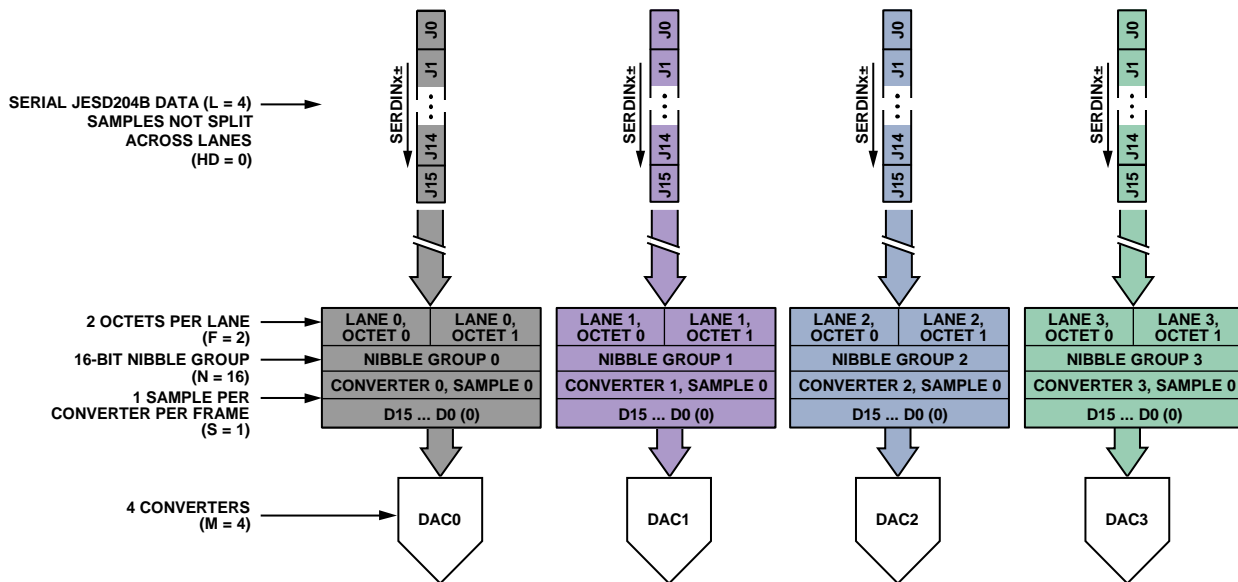 J0
J1
J14
J15
SERDINx±
J0
J1
J14
J15
SERDINx±
J0
J1
J14
J15
SERDINx±
J0
J1
J14
J15
SERDINx±
SERIAL JESD204B DATA (L = 4)
SAMPLES NOT SPLIT
ACROSS LANES
(HD = 0)
2 OCTETS PER LANE
(F = 2)
LANE 0,
OCTET 0
LANE 0,
OCTET 1
LANE 1,
OCTET 0
LANE 1,
OCTET 1
LANE 2,
OCTET 0
LANE 2,
OCTET 1
LANE 3,
OCTET 0
LANE 3,
OCTET 1
16-BIT NIBBLE GROUP
(N = 16)
NIBBLE GROUP 0
NIBBLE GROUP 1
NIBBLE GROUP 2
NIBBLE GROUP 3
1 SAMPLE PER
CONVERTER PER FRAME
(S = 1)
CONVERTER 0, SAMPLE 0
CONVERTER 1, SAMPLE 0
CONVERTER 2, SAMPLE 0
CONVERTER 3, SAMPLE 0
D15 ... D0 (0)
D15 ... D0 (0)
D15 ... D0 (0)
D15 ... D0 (0)
4 CONVERTERS
(M = 4)
DAC0
DAC1
DAC2
DAC3